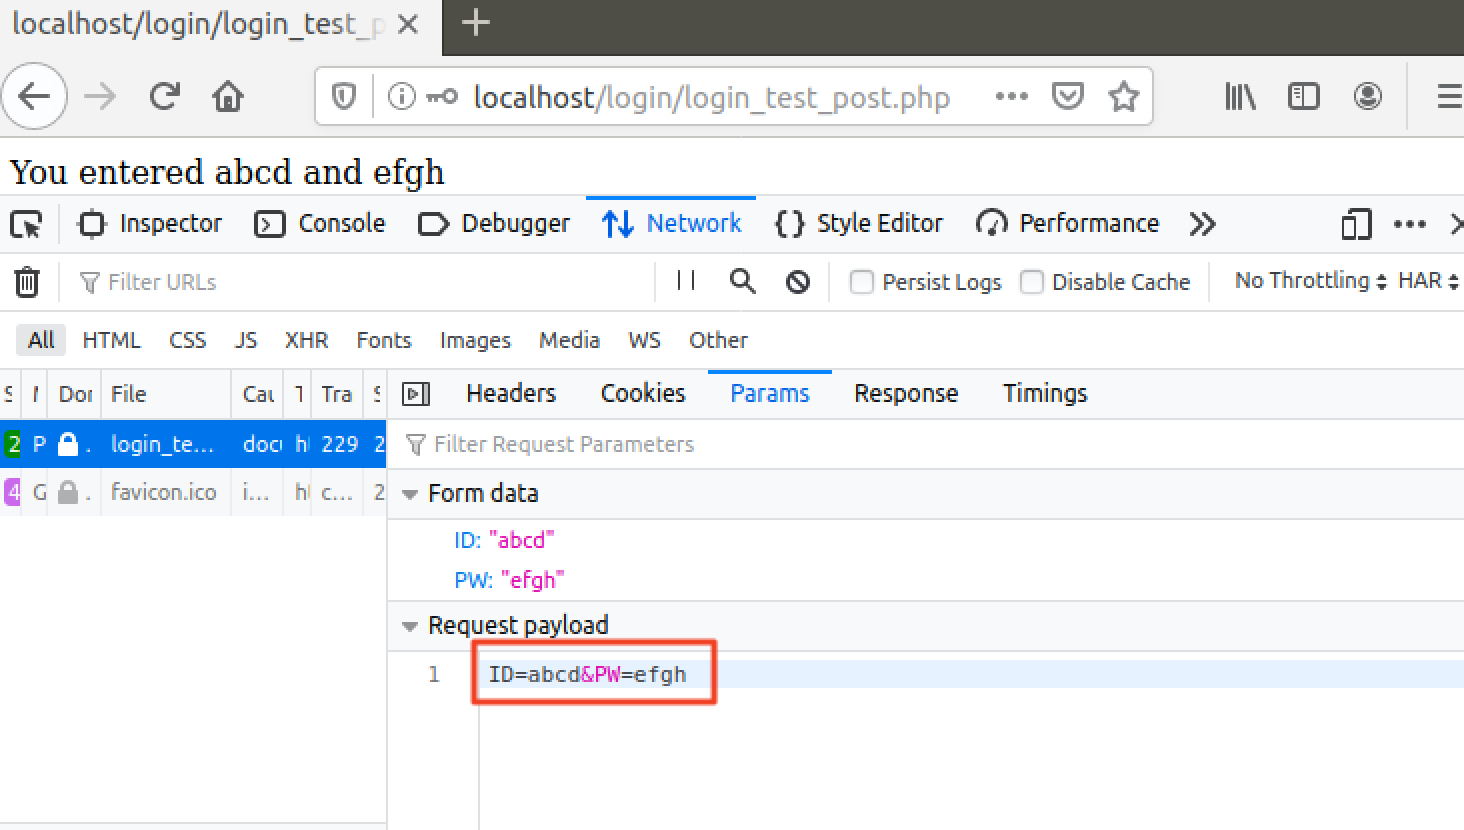 localhost/login/login_test_p
localhost/login/login_test_post.php
You entered abcd and efgh
Inspector Console Debugger Network Style Editor Performance
Filter URLs Persist Logs Disable Cache No Throttling HAR
All HTML CSS JS XHR Fonts Images Media WS Other
S Dor File Cau T Tra S Headers Cookies Params Response Timings
2 P . login_te... docu 229 2 Filter Request Parameters
4 G . favicon.ico i... c... 2 Form data
ID: "abcd"
PW: "efgh"
Request payload
1 ID=abcd&PW=efgh